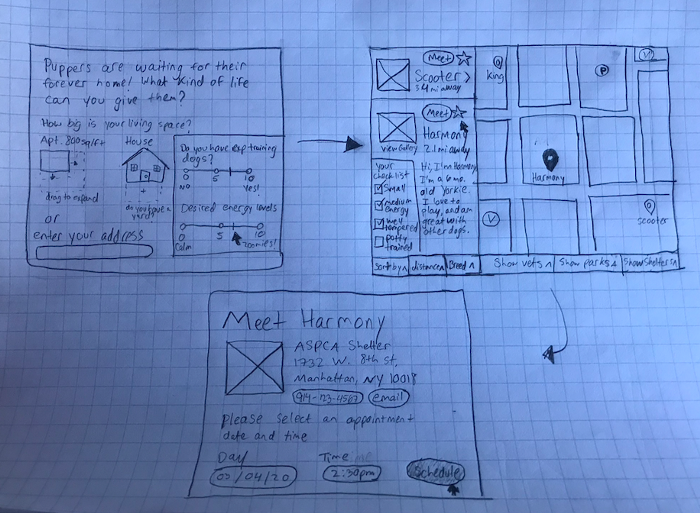 Puppers are waiting for their
forever home! What kind of life
can you give them?
How big is your living space?
Apt. 800sq/ft
House
drag to expand
do you have a
yard?
or
enter your address
Do you have exp training
dogs?
0 5 10
No Yes!
Desired energy levels
0 5 10
Calm Zoomies!
Meet
Scooter >
5.4 mi away
Meet
Harmony
2.1 mi away
View Gallery
your
checklist
Small
medium
energy
well
tempered
potty
trained
Hi, I'm Harmony
I'm a 6 mo.
old Yorkie.
I love to
play, and am
great with
other dogs.
Sort by ^ distance ^ Breed ^
King
P
V
Harmony
V
Scooter
Show vets ^ Show parks ^ Show Shelters ^
Meet Harmony
ASPCA Shelter
1732 W. 8th St,
Manhattan, NY 10018
914-123-4567 email
please select an appointment
date and time
Day Time
02/04/20 2:30pm Schedule